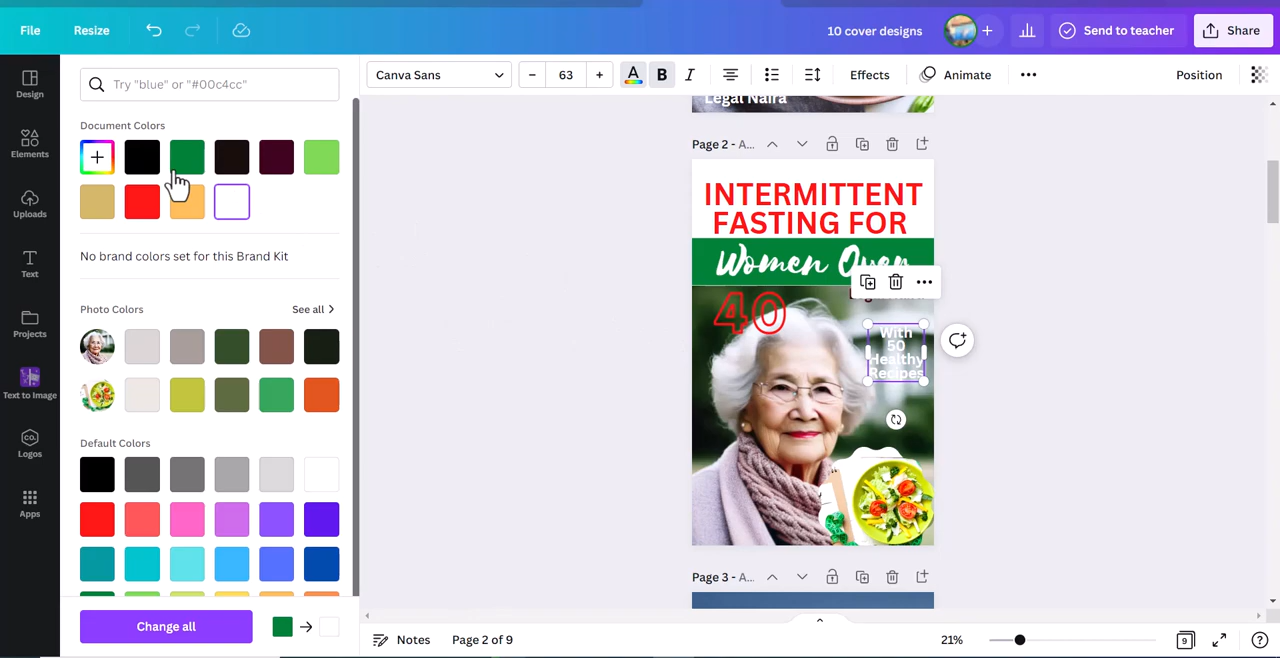 File
Resize
10 cover designs
+
Send to teacher
Share
Try "blue" or "#00c4cc"
Canva Sans
− 63 +
A B I
Effects
Animate
Position
Design
Elements
Uploads
Text
Projects
Text to Image
CO.
Logos
Apps
Document Colors
No brand colors set for this Brand Kit
Photo Colors
See all
Default Colors
Change all
Legal Naira
Page 2 - A...
INTERMITTENT
FASTING FOR
Women Over
40
With
50
Healthy
Recipes
Page 3 - A...
Notes
Page 2 of 9
21%
9
?